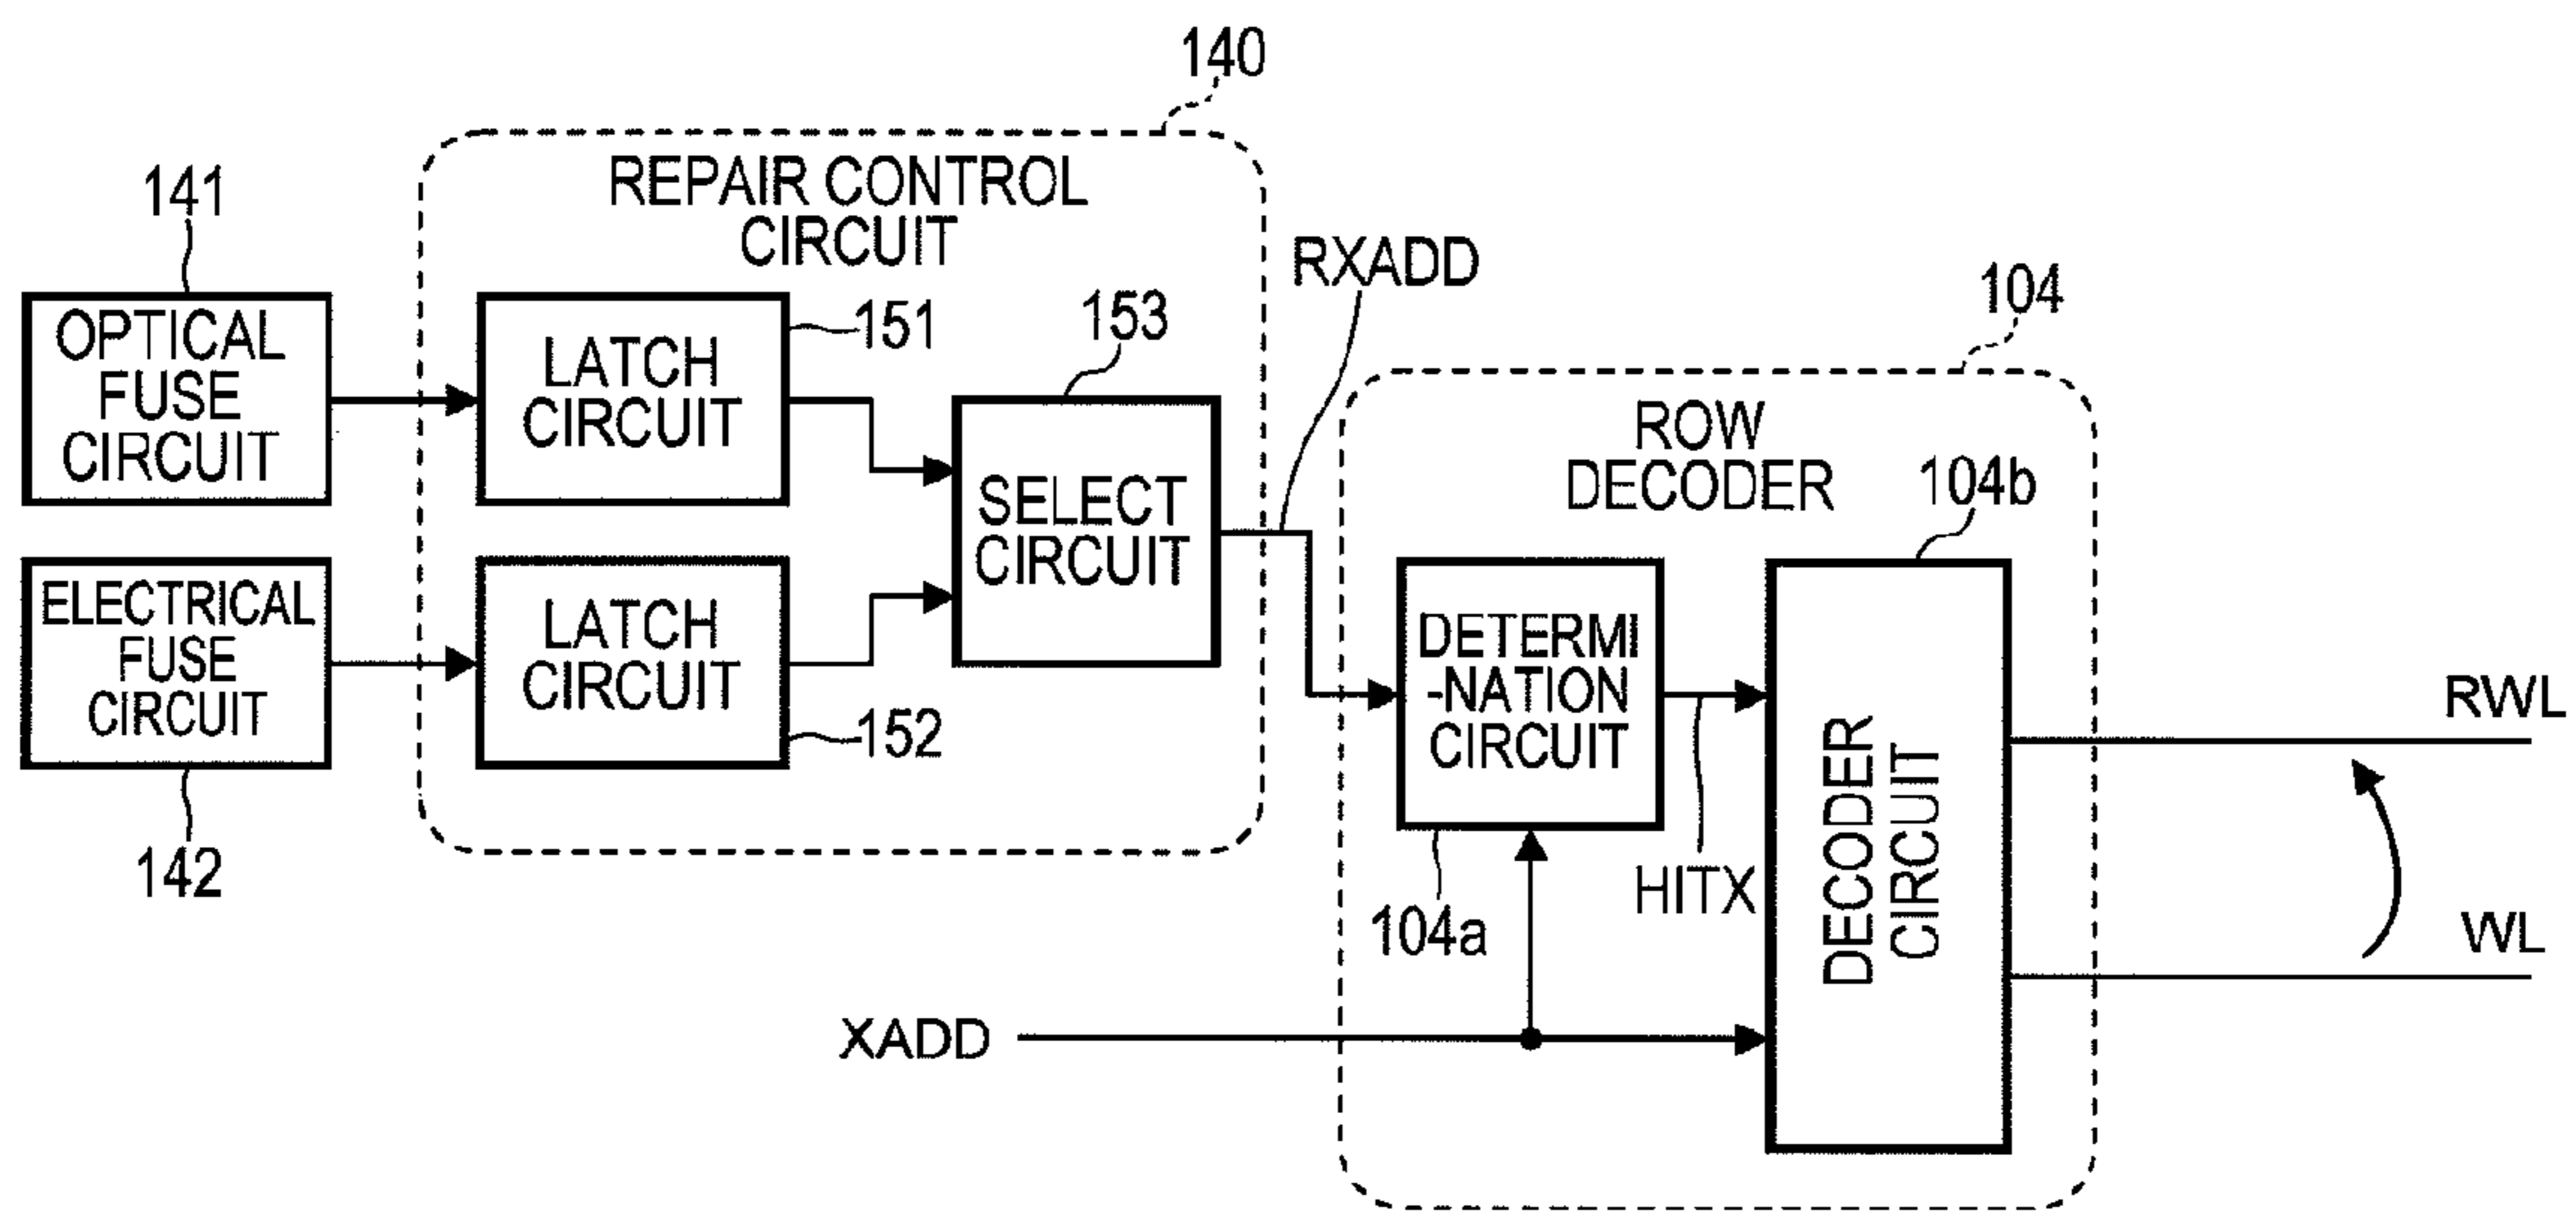 140
REPAIR CONTROL
CIRCUIT
141
OPTICAL
FUSE
CIRCUIT
LATCH
CIRCUIT
151
153
SELECT
CIRCUIT
RXADD
ELECTRICAL
FUSE
CIRCUIT
142
LATCH
CIRCUIT
152
104
ROW
DECODER
104b
DETERMI
-NATION
CIRCUIT
104a
HITX
DECODER
CIRCUIT
XADD
RWL
WL